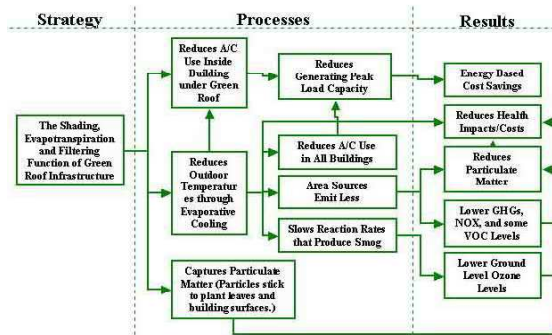 Strategy
Processes
Results
Reduces A/C
Use Inside
Duilding
under Green
Roof
Reduces
Generating Peak
Load Capacity
Energy Dased
Cost Savings
The Shading,
Evapotranspiration
and Filtering
Function of Green
Roof Infrastructure
Reduces Health
Impacts/Costs
Reduces
Outdoor
Temperatur
es through
Evaporative
Cooling
Reduces A/C Use
in All Buildings
Reduces
Particulate
Matter
Area Sources
Emit Less
Slows Reaction Rates
that Produce Smog
Lower GHGs,
NOX, and some
VOC Levels
Captures Particulate
Matter (Particles stick
to plant leaves and
building surfaces.)
Lower Ground
Level Ozone
Levels